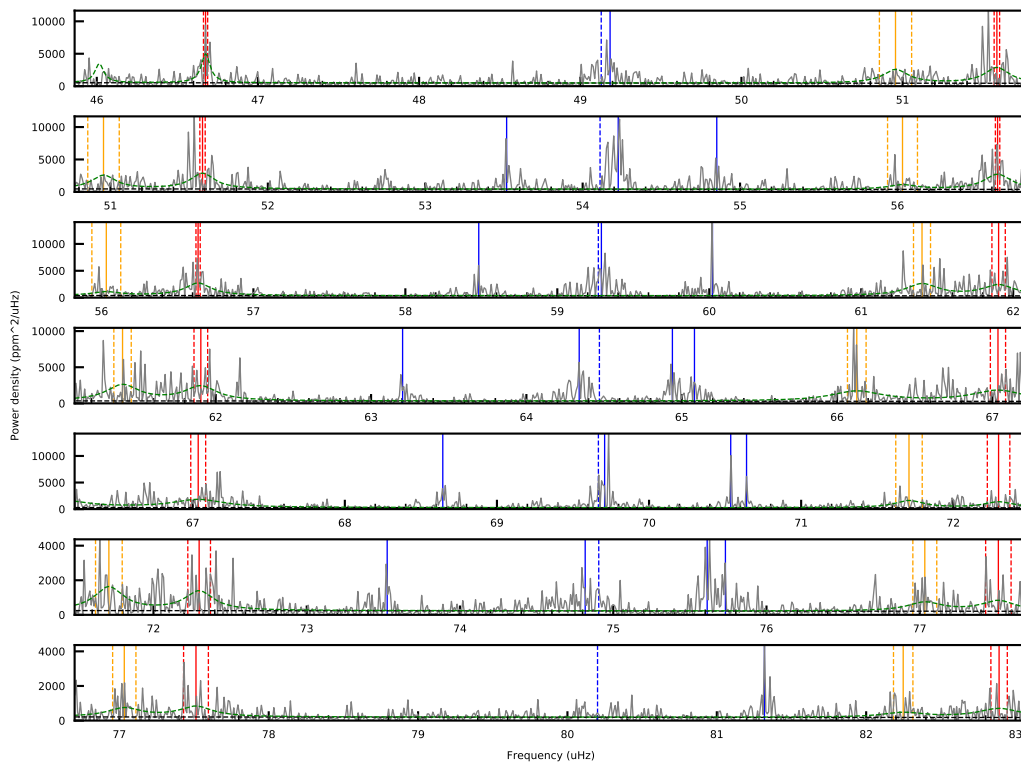 10000
5000
0
46 47 48 49 50 51
10000
5000
0
51 52 53 54 55 56
10000
5000
0
56 57 58 59 60 61 62
Power density (ppm^2/uHz)
10000
5000
0
62 63 64 65 66 67
10000
5000
0
67 68 69 70 71 72
4000
2000
0
72 73 74 75 76 77
4000
2000
0
77 78 79 80 81 82 83
Frequency (uHz)